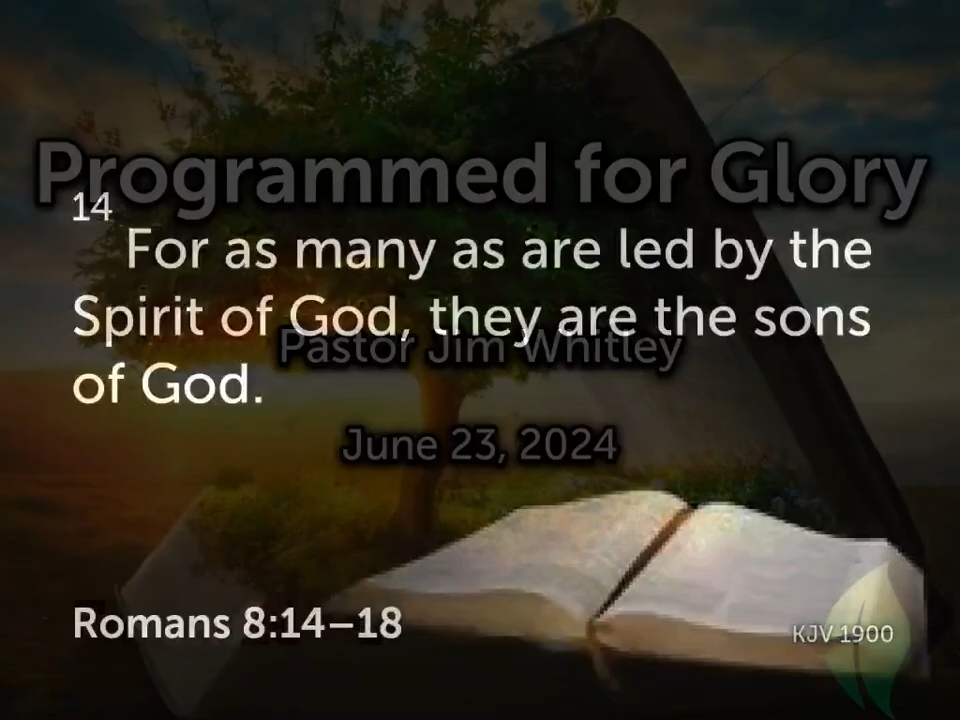 Programmed for Glory
14
For as many as are led by the
Spirit of God, they are the sons
Pastor Jim Whitley
of God.
June 23, 2024
Romans 8:14–18
KJV 1900